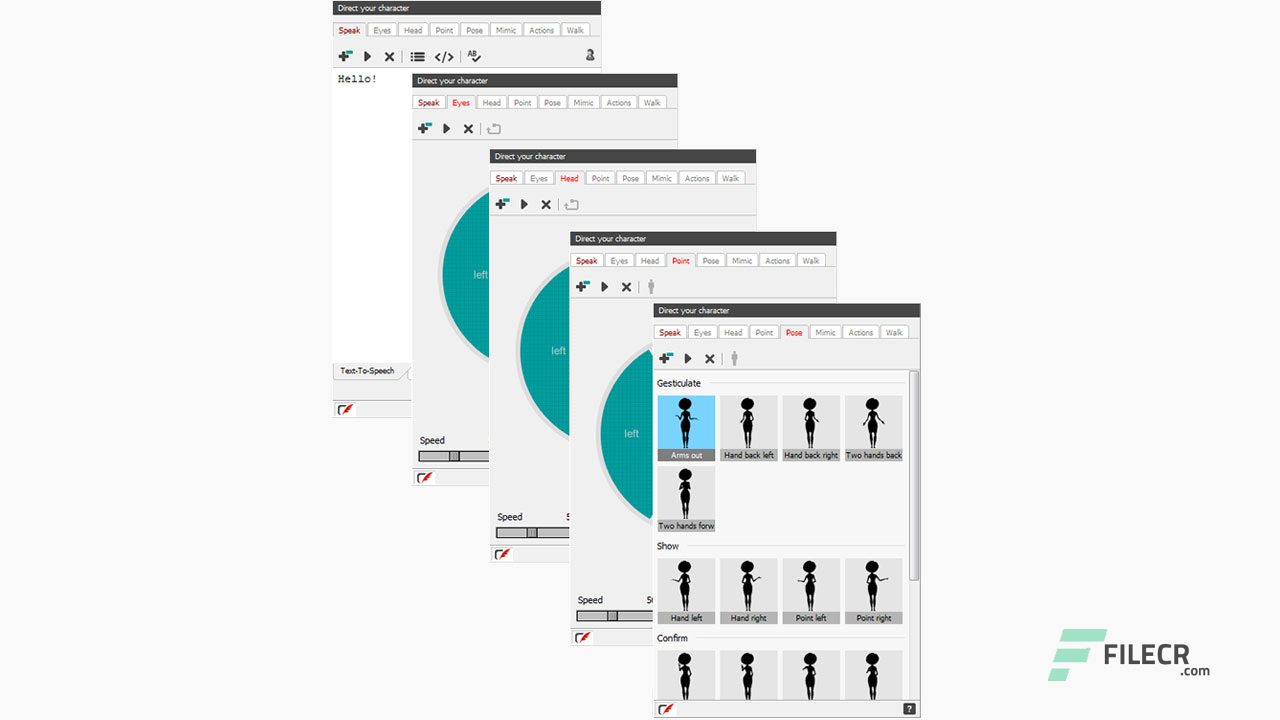 Direct your character
Speak Eyes Head Point Pose Mimic Actions Walk
AB
Hello!
Text-To-Speech
Direct your character
Speak Eyes Head Point Pose Mimic Actions Walk
left
Speed
Direct your character
Speak Eyes Head Point Pose Mimic Actions Walk
left
Speed 5
Direct your character
Speak Eyes Head Point Pose Mimic Actions Walk
left
Speed 50
Direct your character
Speak Eyes Head Point Pose Mimic Actions Walk
Gesticulate
Arms out Hand back left Hand back right Two hands back
Two hands forw
Show
Hand left Hand right Point left Point right
Confirm
?
FILECR
.com